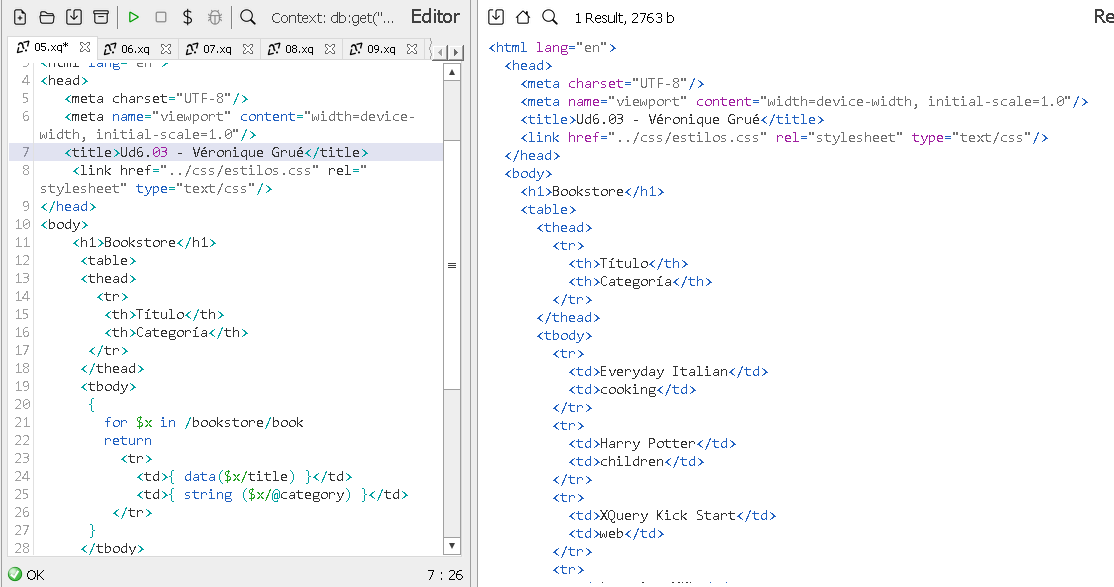 Context: db:get("...
Editor
05.xq*
06.xq
07.xq
08.xq
09.xq
3 <html lang="en">
4 <head>
5 <meta charset="UTF-8"/>
6 <meta name="viewport" content="width=device-
width, initial-scale=1.0"/>
7 <title>Ud6.03 - Véronique Grué</title>
8 <link href="../css/estilos.css" rel="
stylesheet" type="text/css"/>
9 </head>
10 <body>
11 <h1>Bookstore</h1>
12 <table>
13 <thead>
14 <tr>
15 <th>Título</th>
16 <th>Categoría</th>
17 </tr>
18 </thead>
19 <tbody>
20 {
21 for $x in /bookstore/book
22 return
23 <tr>
24 <td>{ data($x/title) }</td>
25 <td>{ string ($x/@category) }</td>
26 </tr>
27 }
28 </tbody>
OK
7 : 26
1 Result, 2763 b
Re
<html lang="en">
<head>
<meta charset="UTF-8"/>
<meta name="viewport" content="width=device-width, initial-scale=1.0"/>
<title>Ud6.03 - Véronique Grué</title>
<link href="../css/estilos.css" rel="stylesheet" type="text/css"/>
</head>
<body>
<h1>Bookstore</h1>
<table>
<thead>
<tr>
<th>Título</th>
<th>Categoría</th>
</tr>
</thead>
<tbody>
<tr>
<td>Everyday Italian</td>
<td>cooking</td>
</tr>
<tr>
<td>Harry Potter</td>
<td>children</td>
</tr>
<tr>
<td>XQuery Kick Start</td>
<td>web</td>
</tr>
<tr>